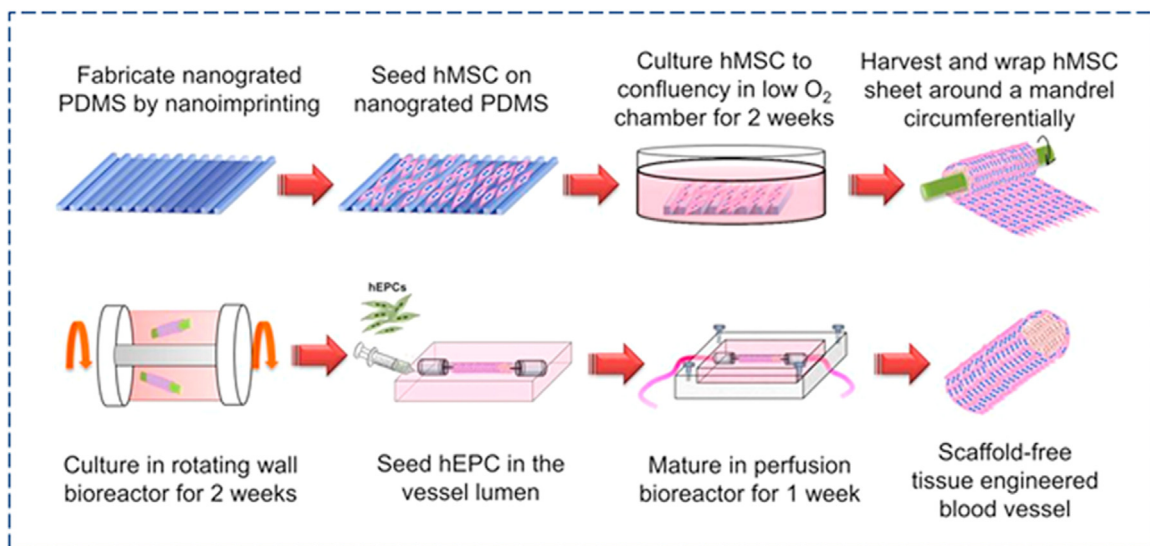 Fabricate nanograted
PDMS by nanoimprinting
Seed hMSC on
nanograted PDMS
Culture hMSC to
confluency in low O₂
chamber for 2 weeks
Harvest and wrap hMSC
sheet around a mandrel
circumferentially
hEPCs
Culture in rotating wall
bioreactor for 2 weeks
Seed hEPC in the
vessel lumen
Mature in perfusion
bioreactor for 1 week
Scaffold-free
tissue engineered
blood vessel